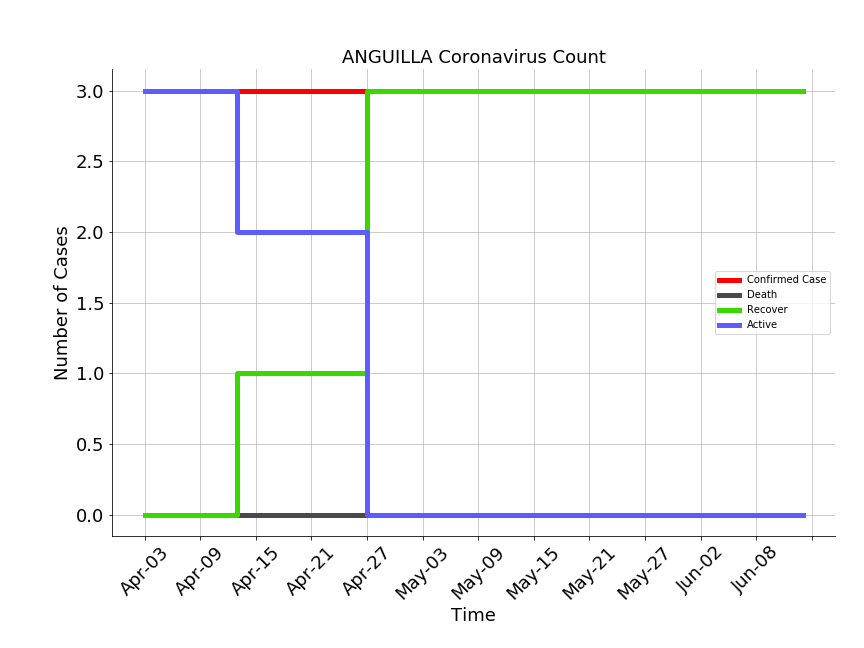 ANGUILLA Coronavirus Count
Number of Cases
3.0
2.5
2.0
1.5
1.0
0.5
0.0
Confirmed Case
Death
Recover
Active
Apr-03
Apr-09
Apr-15
Apr-21
Apr-27
May-03
May-09
May-15
May-21
May-27
Jun-02
Jun-08
Time